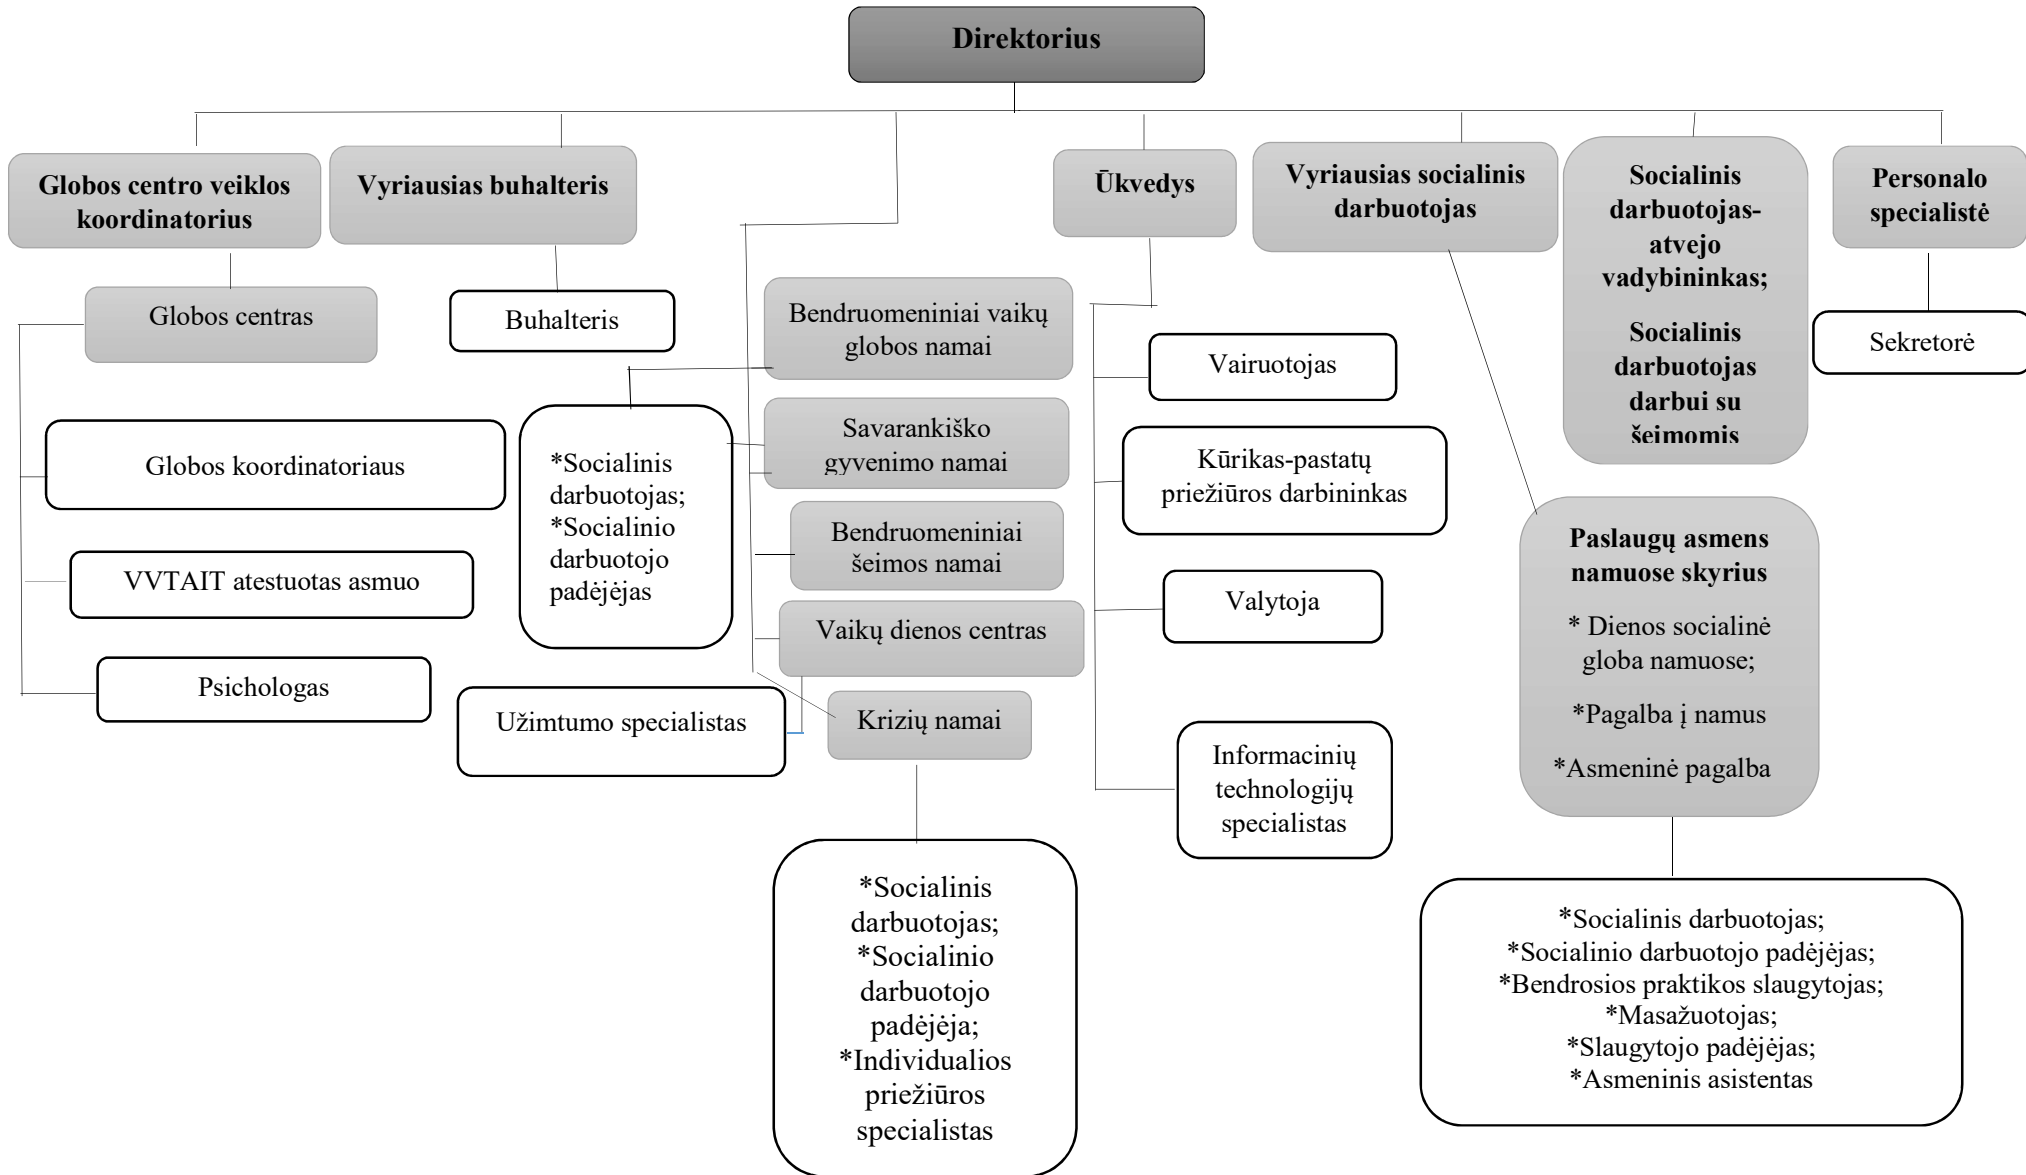 Direktorius
Globos centro veiklos
koordinatorius
Vyriausias buhalteris
Ūkvedys
Vyriausias socialinis
darbuotojas
Socialinis
darbuotojas-
atvejo
vadybininkas;
Socialinis
darbuotojas
darbui su
šeimomis
Personalo
specialistė
Globos centras
Buhalteris
Bendruomeniniai vaikų
globos namai
Vairuotojas
Sekretorė
Globos koordinatoriaus
*Socialinis
darbuotojas;
*Socialinio
darbuotojo
padėjėjas
Savarankiško
gyvenimo namai
Kūrikas-pastatų
priežiūros darbininkas
Bendruomeniniai
šeimos namai
VVTAIT atestuotas asmuo
Vaikų dienos centras
Valytoja
Paslaugų asmens
namuose skyrius
* Dienos socialinė
globa namuose;
*Pagalba į namus
*Asmeninė pagalba
Psichologas
Užimtumo specialistas
Krizių namai
Informacinių
technologijų
specialistas
*Socialinis
darbuotojas;
*Socialinio
darbuotojo
padėjėja;
*Individualios
priežiūros
specialistas
*Socialinis darbuotojas;
*Socialinio darbuotojo padėjėjas;
*Bendrosios praktikos slaugytojas;
*Masažuotojas;
*Slaugytojo padėjėjas;
*Asmeninis asistentas